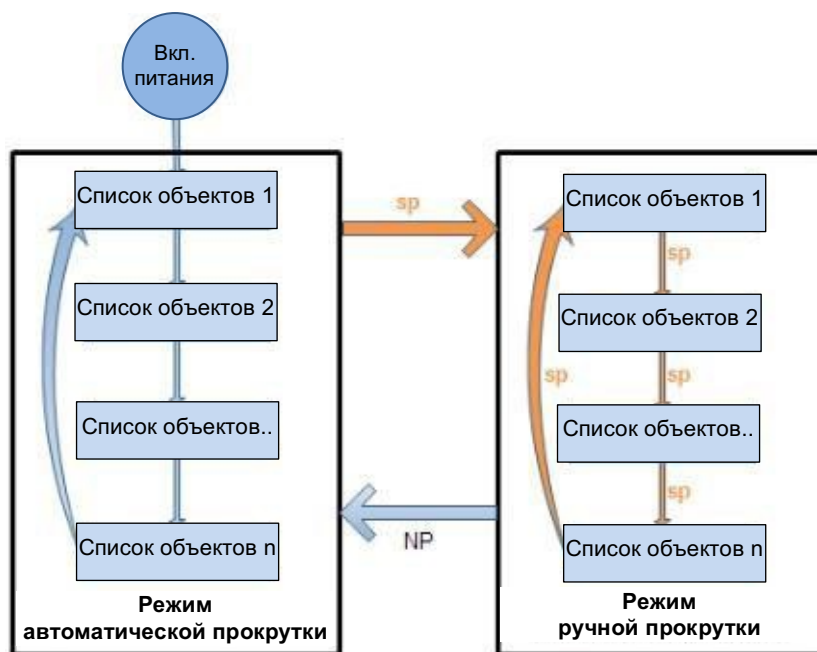 Вкл.
питания
Список объектов 1
Список объектов 2
Список объектов..
Список объектов n
Режим
автоматической прокрутки
sp
NP
Список объектов 1
sp
Список объектов 2
sp
sp
Список объектов..
sp
Список объектов n
Режим
ручной прокрутки